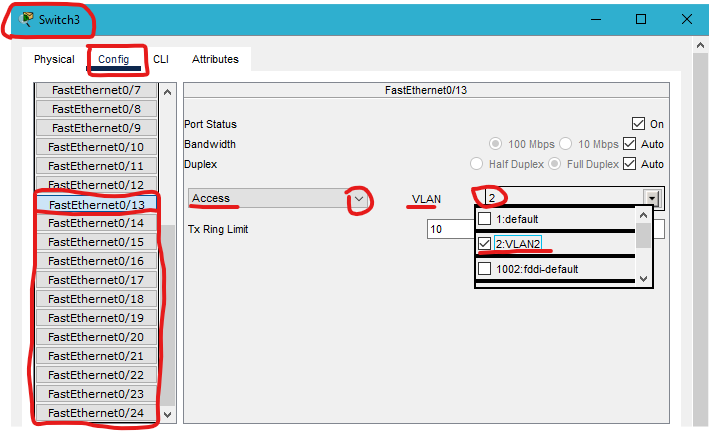 Switch3
Physical Config CLI Attributes
FastEthernet0/7
FastEthernet0/8
FastEthernet0/9
FastEthernet0/10
FastEthernet0/11
FastEthernet0/12
FastEthernet0/13
FastEthernet0/14
FastEthernet0/15
FastEthernet0/16
FastEthernet0/17
FastEthernet0/18
FastEthernet0/19
FastEthernet0/20
FastEthernet0/21
FastEthernet0/22
FastEthernet0/23
FastEthernet0/24
FastEthernet0/13
Port Status On
Bandwidth 100 Mbps 10 Mbps Auto
Duplex Half Duplex Full Duplex Auto
Access VLAN 2
1:default
2:VLAN2
1002:fddi-default
Tx Ring Limit 10